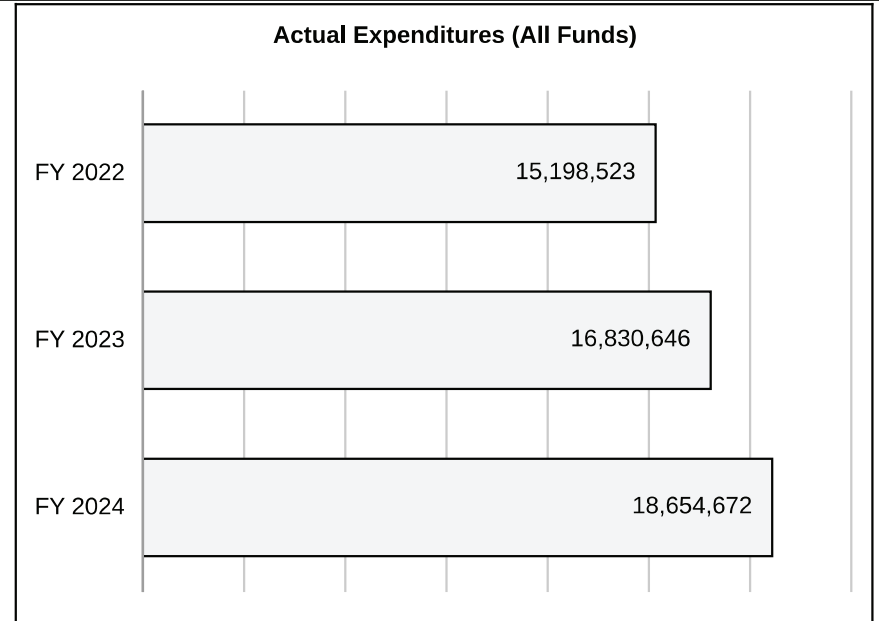 Actual Expenditures (All Funds)
FY 2022 15,198,523
FY 2023 16,830,646
FY 2024 18,654,672